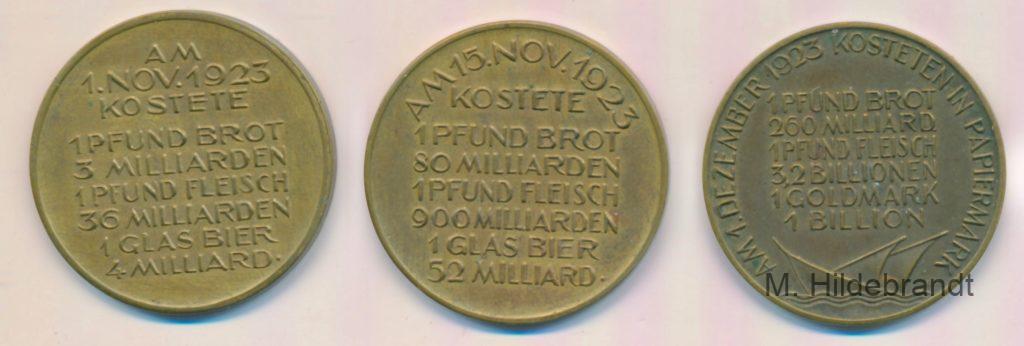 AM
1. NOV. 1923
KOSTETE
1 PFUND BROT
3 MILLIARDEN
1 PFUND FLEISCH
36 MILLIARDEN
1 GLAS BIER
4 MILLIARD.
AM 15. NOV. 1923
KOSTETE
1 PFUND BROT
80 MILLIARDEN
1 PFUND FLEISCH
900 MILLIARDEN
1 GLAS BIER
52 MILLIARD.
AM 1. DEZEMBER 1923 KOSTETEN IN PAPIERMARK
1 PFUND BROT
260 MILLIARD.
1 PFUND FLEISCH
3,2 BILLIONEN
1 GOLDMARK
1 BILLION
M. Hildebrandt